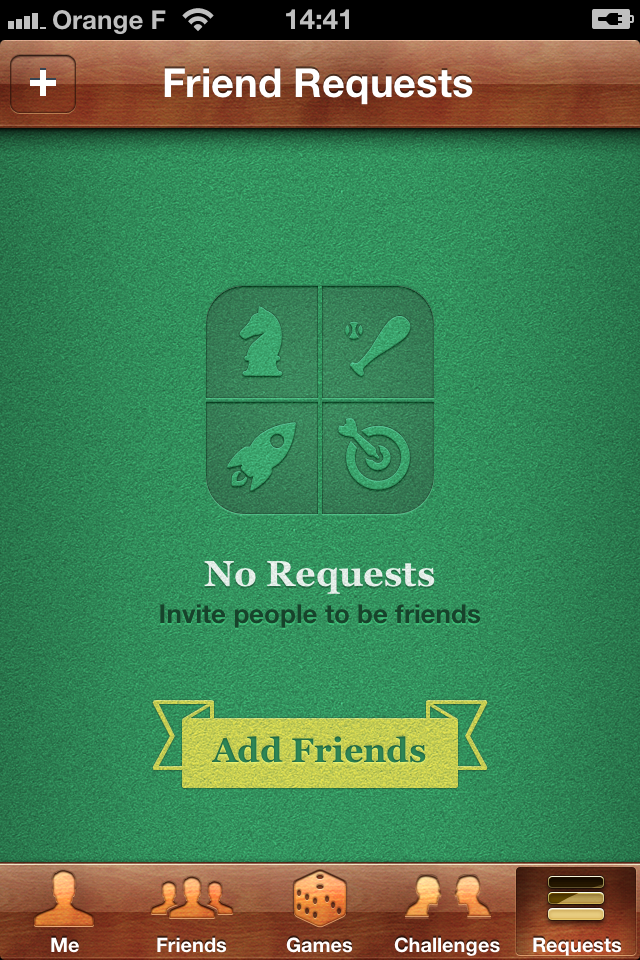 Orange F 14:41
+ Friend Requests
No Requests
Invite people to be friends
Add Friends
Me Friends Games Challenges Requests